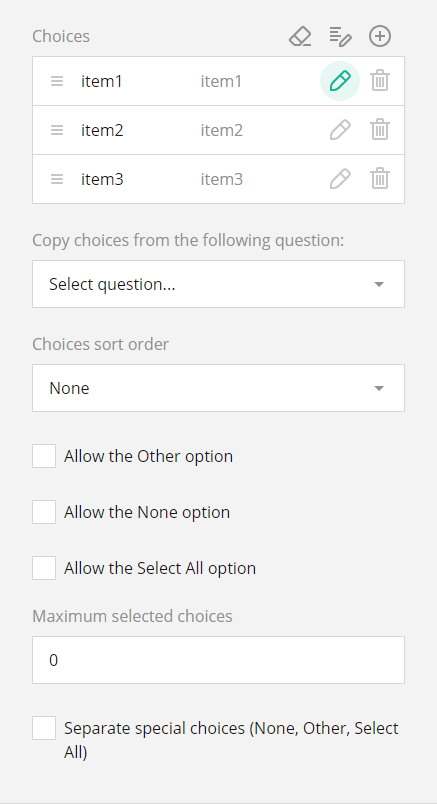 Choices
item1 item1
item2 item2
item3 item3
Copy choices from the following question:
Select question...
Choices sort order
None
Allow the Other option
Allow the None option
Allow the Select All option
Maximum selected choices
0
Separate special choices (None, Other, Select
All)